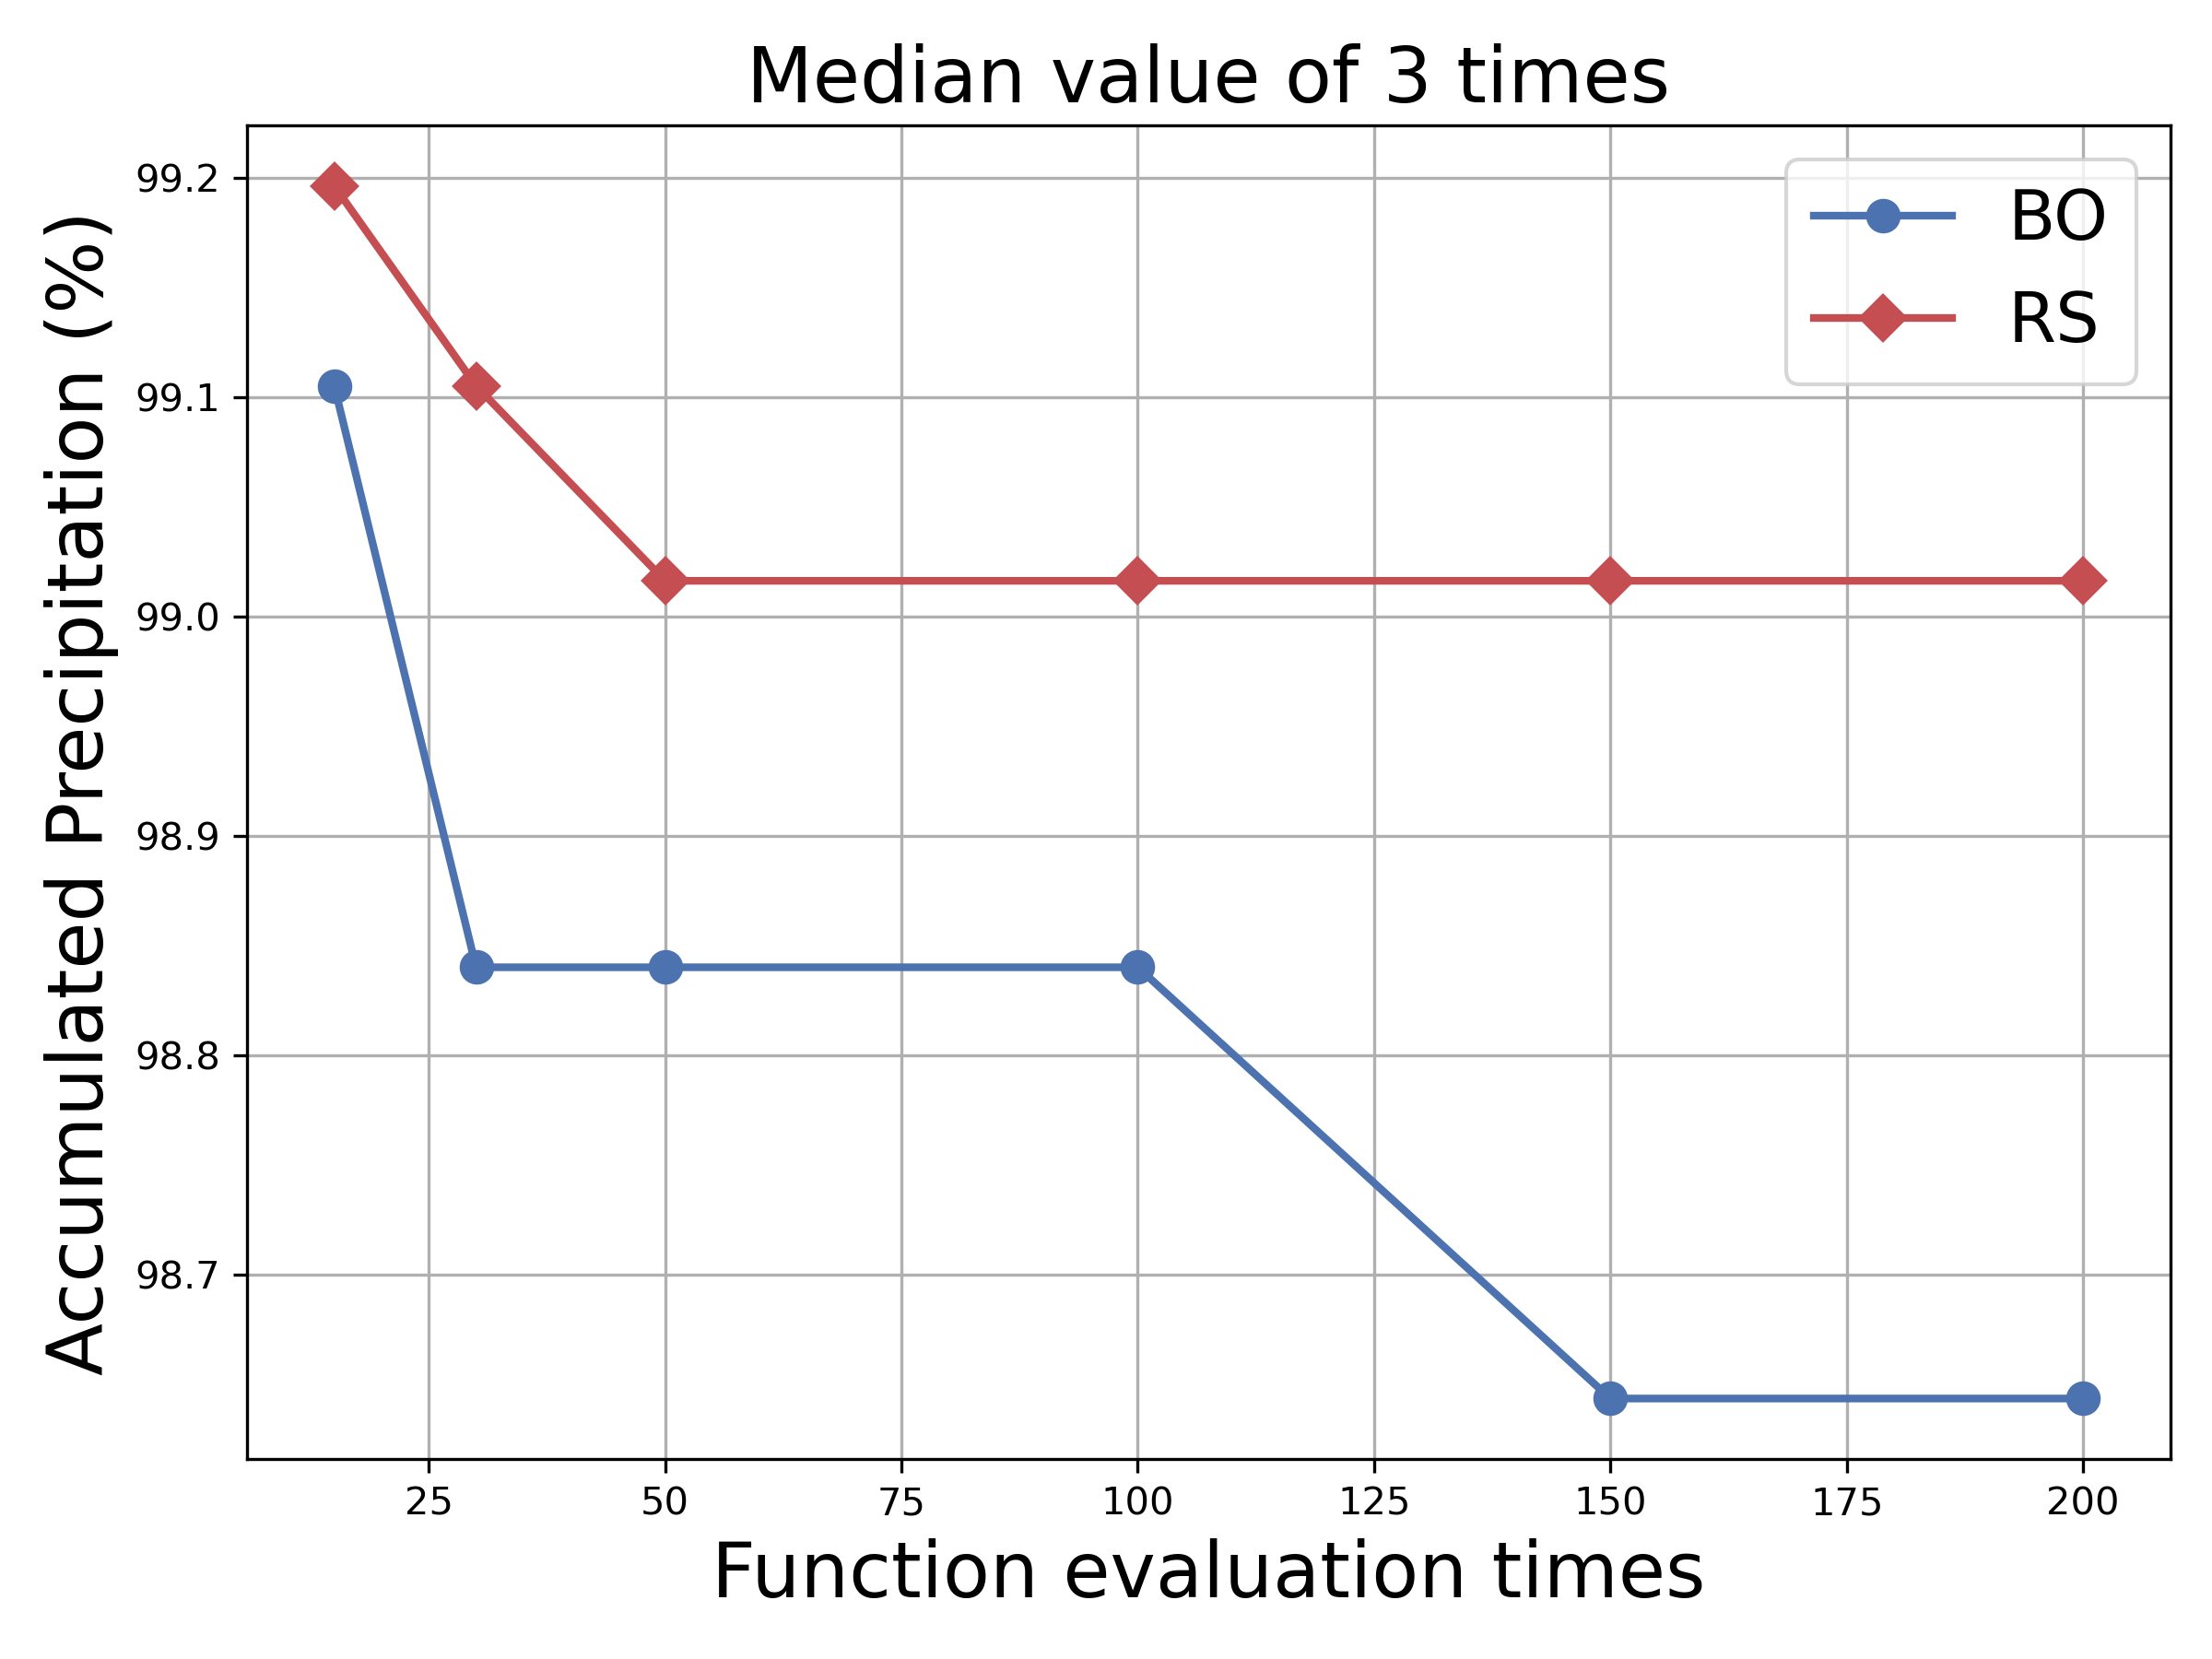 Median value of 3 times
BO
RS
Accumulated Precipitation (%)
99.2
99.1
99.0
98.9
98.8
98.7
25 50 75 100 125 150 175 200
Function evaluation times